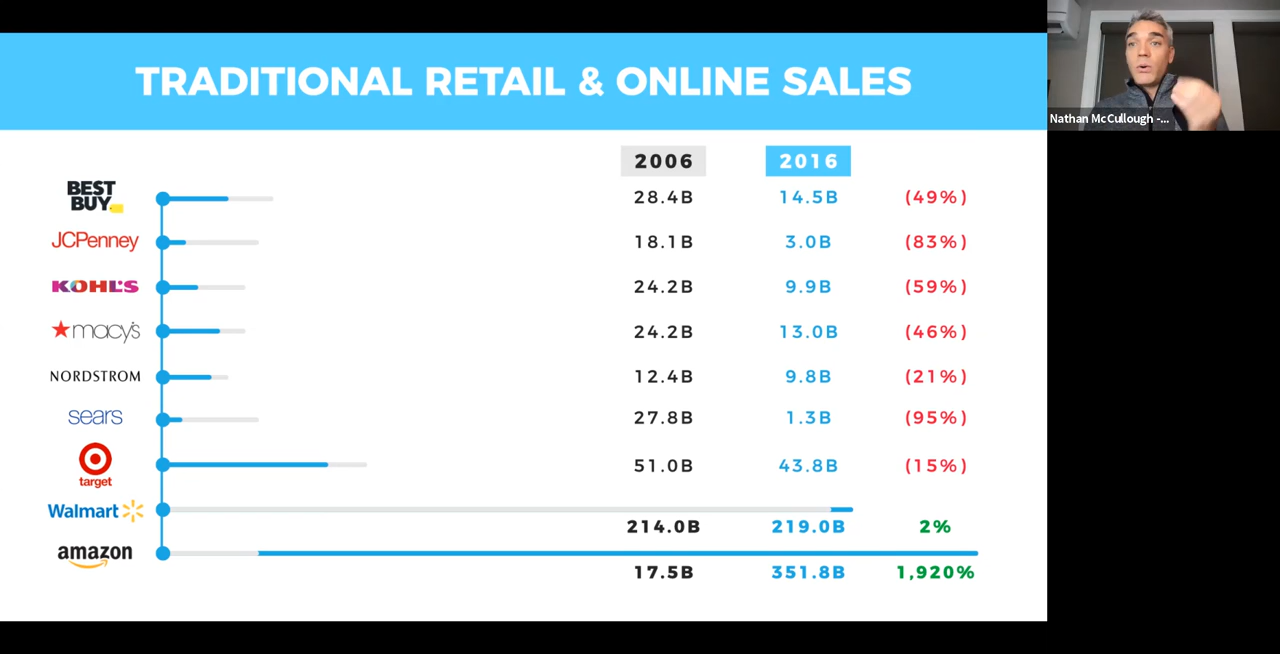 TRADITIONAL RETAIL & ONLINE SALES
Nathan McCullough -...
2006 2016
BEST
BUY 28.4B 14.5B (49%)
JCPenney 18.1B 3.0B (83%)
KOHL'S 24.2B 9.9B (59%)
macy's 24.2B 13.0B (46%)
NORDSTROM 12.4B 9.8B (21%)
sears 27.8B 1.3B (95%)
target 51.0B 43.8B (15%)
Walmart 214.0B 219.0B 2%
amazon 17.5B 351.8B 1,920%